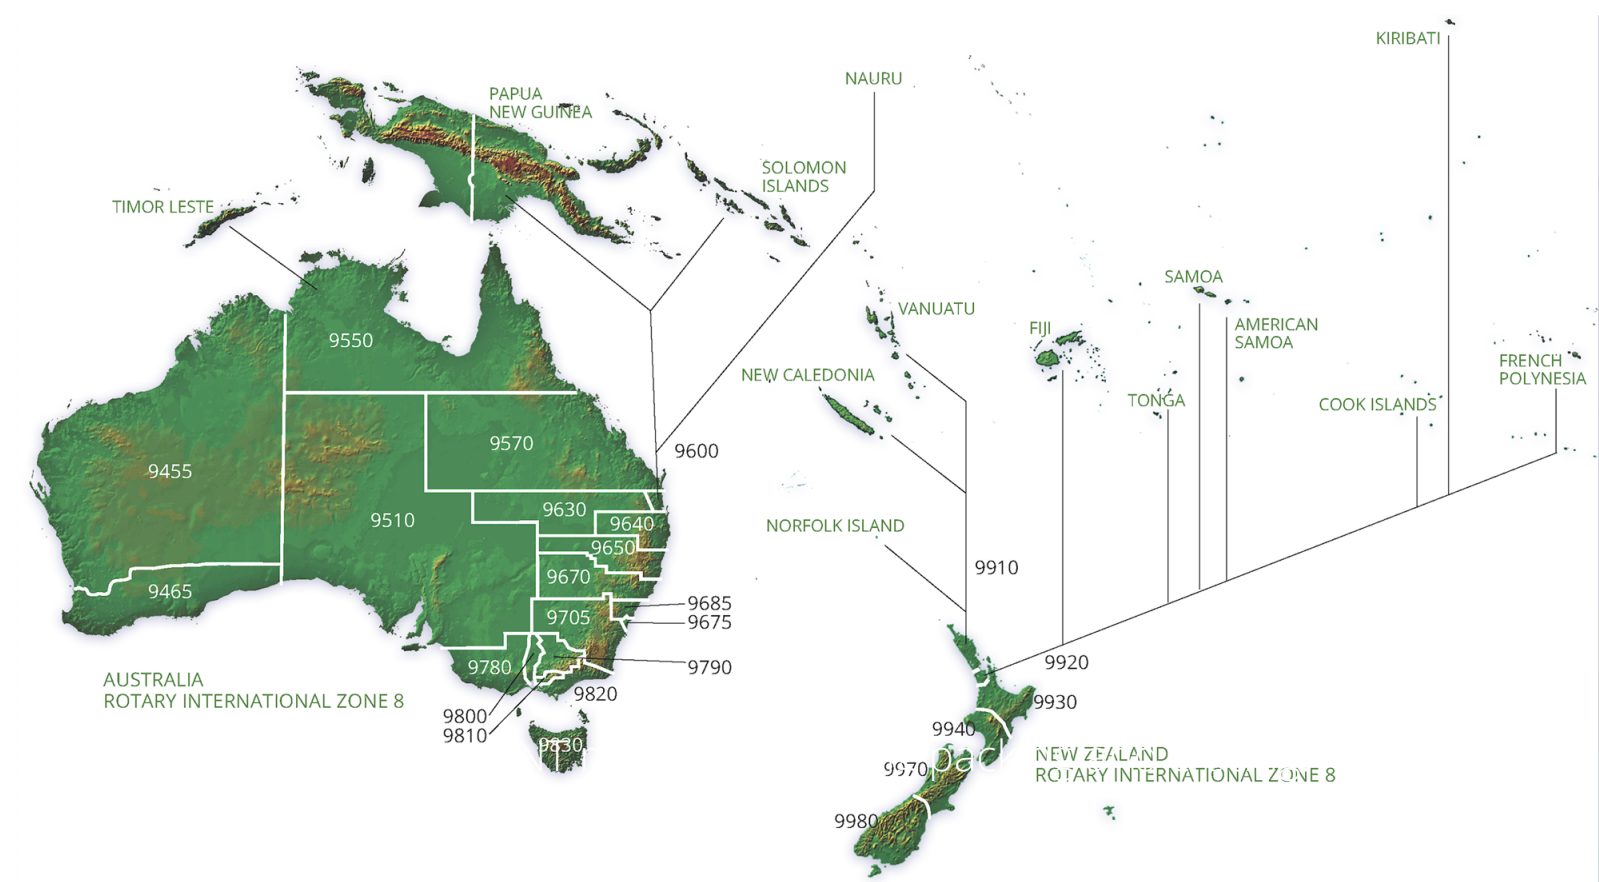 KIRIBATI
NAURU
PAPUA
NEW GUINEA
SOLOMON
ISLANDS
TIMOR LESTE
SAMOA
VANUATU
FIJI
AMERICAN
SAMOA
9550
FRENCH
POLYNESIA
NEW CALEDONIA
TONGA
COOK ISLANDS
9570
9600
9455
9630
9510
9640
NORFOLK ISLAND
9650
9910
9670
9465
9685
9705
9675
9780
9790
9920
AUSTRALIA
ROTARY INTERNATIONAL ZONE 8
9820
9930
9800
9810
9940
9830
NEW ZEALAND
ROTARY INTERNATIONAL ZONE 8
9970
9980